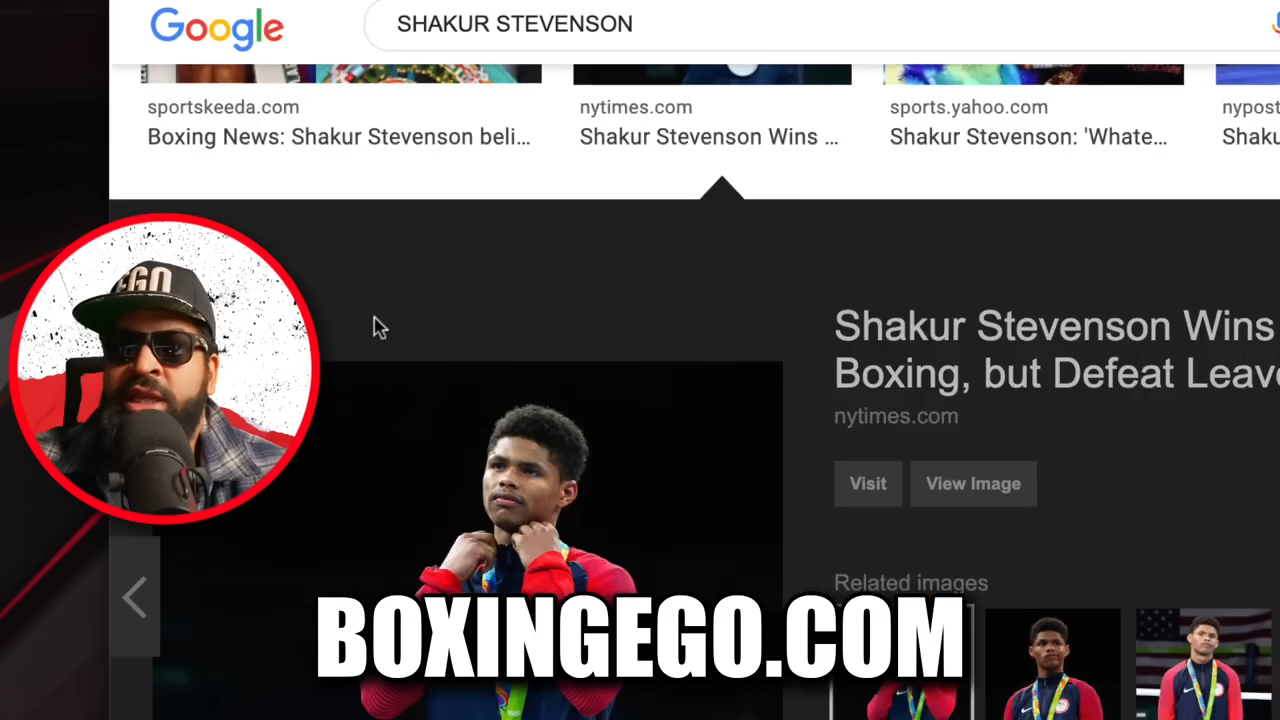 Google
SHAKUR STEVENSON
sportskeeda.com
Boxing News: Shakur Stevenson beli...
nytimes.com
Shakur Stevenson Wins ...
sports.yahoo.com
Shakur Stevenson: 'Whate...
nypost
Shaku
EGO
Shakur Stevenson Wins
Boxing, but Defeat Leave
nytimes.com
Visit
View Image
Related images
BOXINGEGO.COM